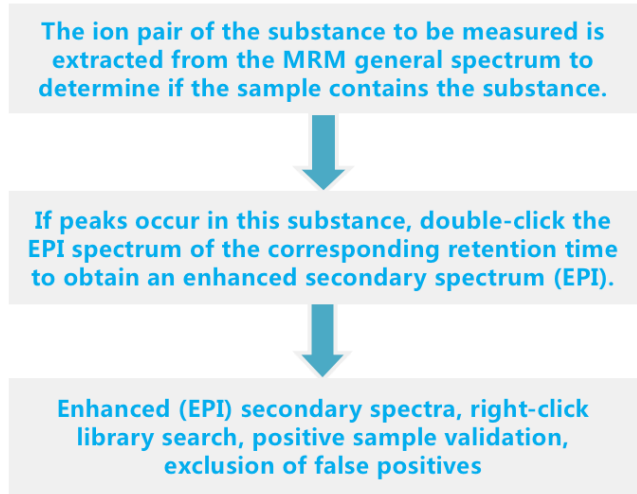 The ion pair of the substance to be measured is
extracted from the MRM general spectrum to
determine if the sample contains the substance.
If peaks occur in this substance, double-click the
EPI spectrum of the corresponding retention time
to obtain an enhanced secondary spectrum (EPI).
Enhanced (EPI) secondary spectra, right-click
library search, positive sample validation,
exclusion of false positives